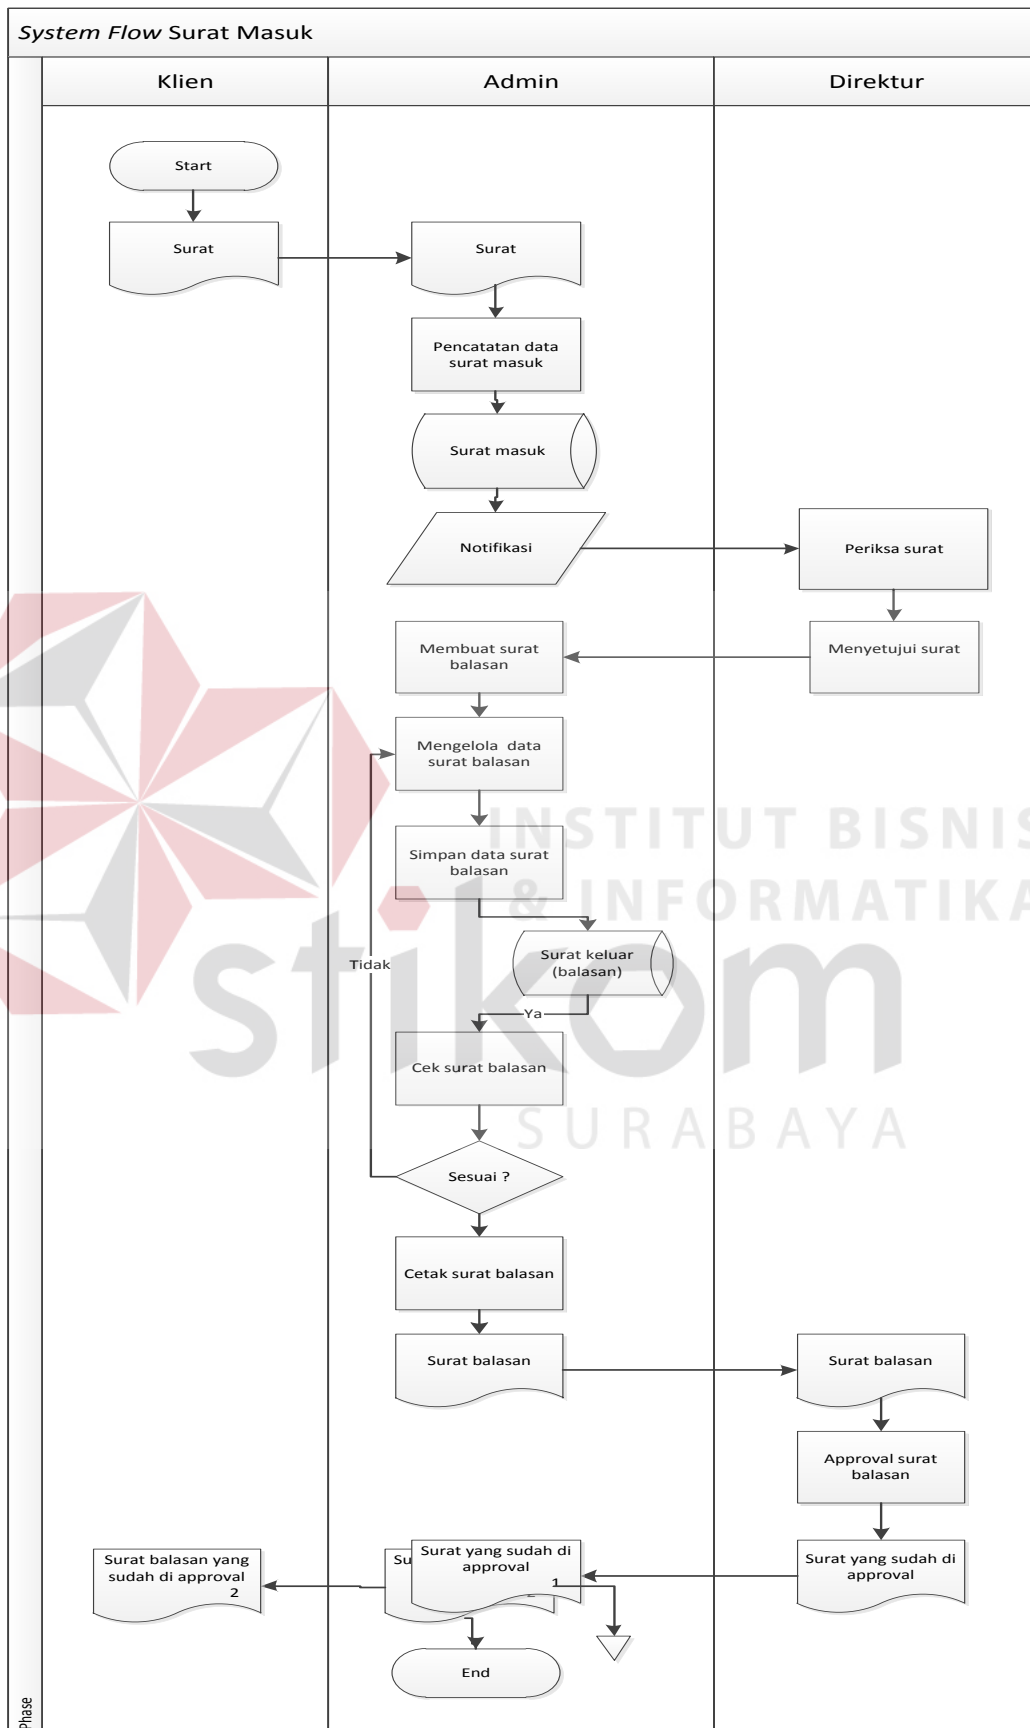 System Flow Surat Masuk
Klien
Admin
Direktur
Start
Surat
Surat
Pencatatan data
surat masuk
Surat masuk
Notifikasi
Periksa surat
Membuat surat
balasan
Menyetujui surat
Mengelola data
surat balasan
INSTITUT BISNIS
Simpan data surat
balasan
& INFORMATIKA
Surat keluar
(balasan)
Tidak
stikom
Ya
Cek surat balasan
SURABAYA
Sesuai ?
Cetak surat balasan
Surat balasan
Surat balasan
Approval surat
balasan
Surat balasan yang
sudah di approval
2
Su
Surat yang sudah di
approval
1
Surat yang sudah di
approval
End
Phase